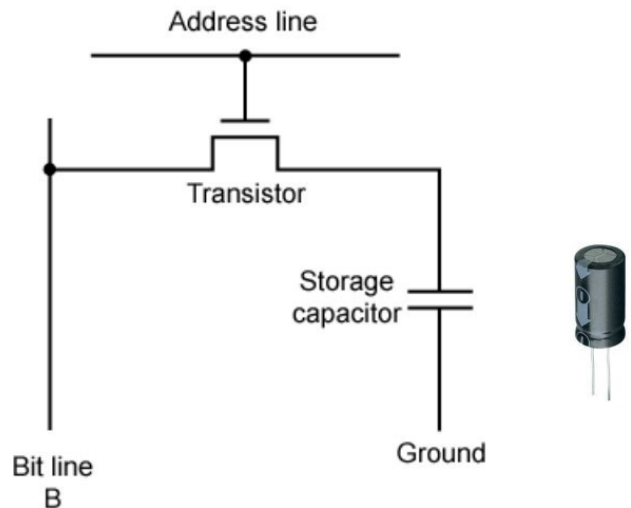 Address line
Transistor
Storage
capacitor
Ground
Bit line
B